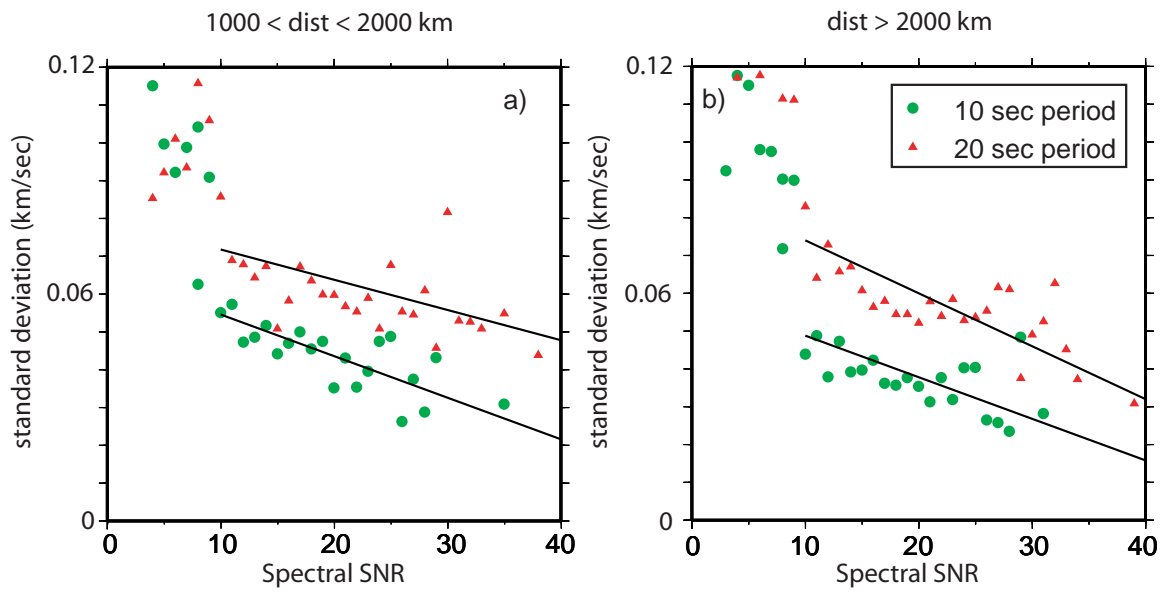 1000 < dist < 2000 km
dist > 2000 km
0.12
0.06
0
standard deviation (km/sec)
a)
0
10
20
30
40
Spectral SNR
0.12
0.06
0
standard deviation (km/sec)
b)
10 sec period
20 sec period
0
10
20
30
40
Spectral SNR